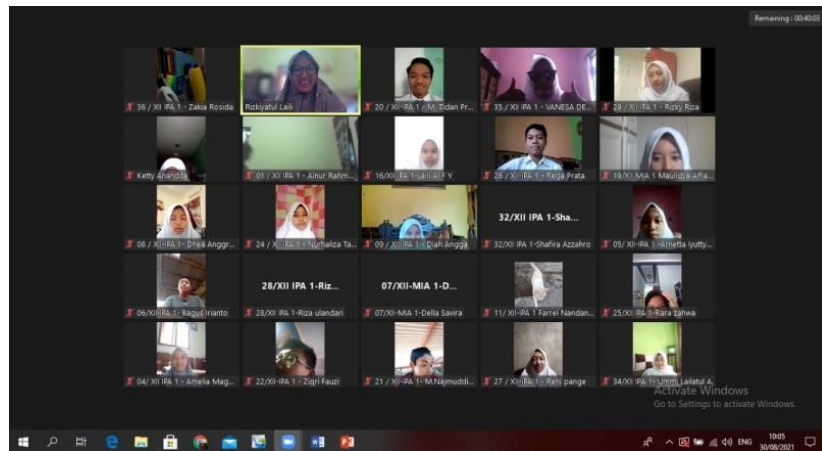 Remaining : 00:40:03
36 / XII IPA 1 - Zakia Rosida
Rizkiyatul Laili
20 / XII-IPA 1 - M. Zidan Pr...
35 / XII IPA 1 - VANESA DE...
29 / XII IPA 1 - Rizky Riza
Ketty Anandita
01 / XII IPA 1 - Ainur Rahm...
16/XII IPA 1-Laili A. F Y
26 / XII IPA 1 - Rega Prata
19/XI MIA 1 Maulidya Alfia...
32/XII IPA 1-Sha...
08 / XII-IPA 1- Dhea Anggr...
24 / XII IPA 1 - Nurhaliza Ta...
09 / XII IPA 1 - Diah Angga
32/XII IPA 1-Shafira Azzahro
05/ XII-IPA 1-Arnetta Iyutty...
28/XII IPA 1-Riz...
07/XII-MIA 1-D...
06/XII-IPA 1- Bagus Irianto
28/XII IPA 1-Riza ulandari
07/XII-MIA 1-Della Savira
11/ XII-IPA 1 Farrel Nandan...
25/XII IPA 1-Rara zahwa
04/ XII IPA 1 - Amelia Mag...
22/XII-IPA 1 - Ziqri Fauzi
21 / XII-IPA 1- M.Najmuddi...
27 / XII IPA 1 - Reni pange
34/XII IPA 1-Ummi Lailatul A.
Activate Windows
Go to Settings to activate Windows.
ENG
10:05
30/08/2021